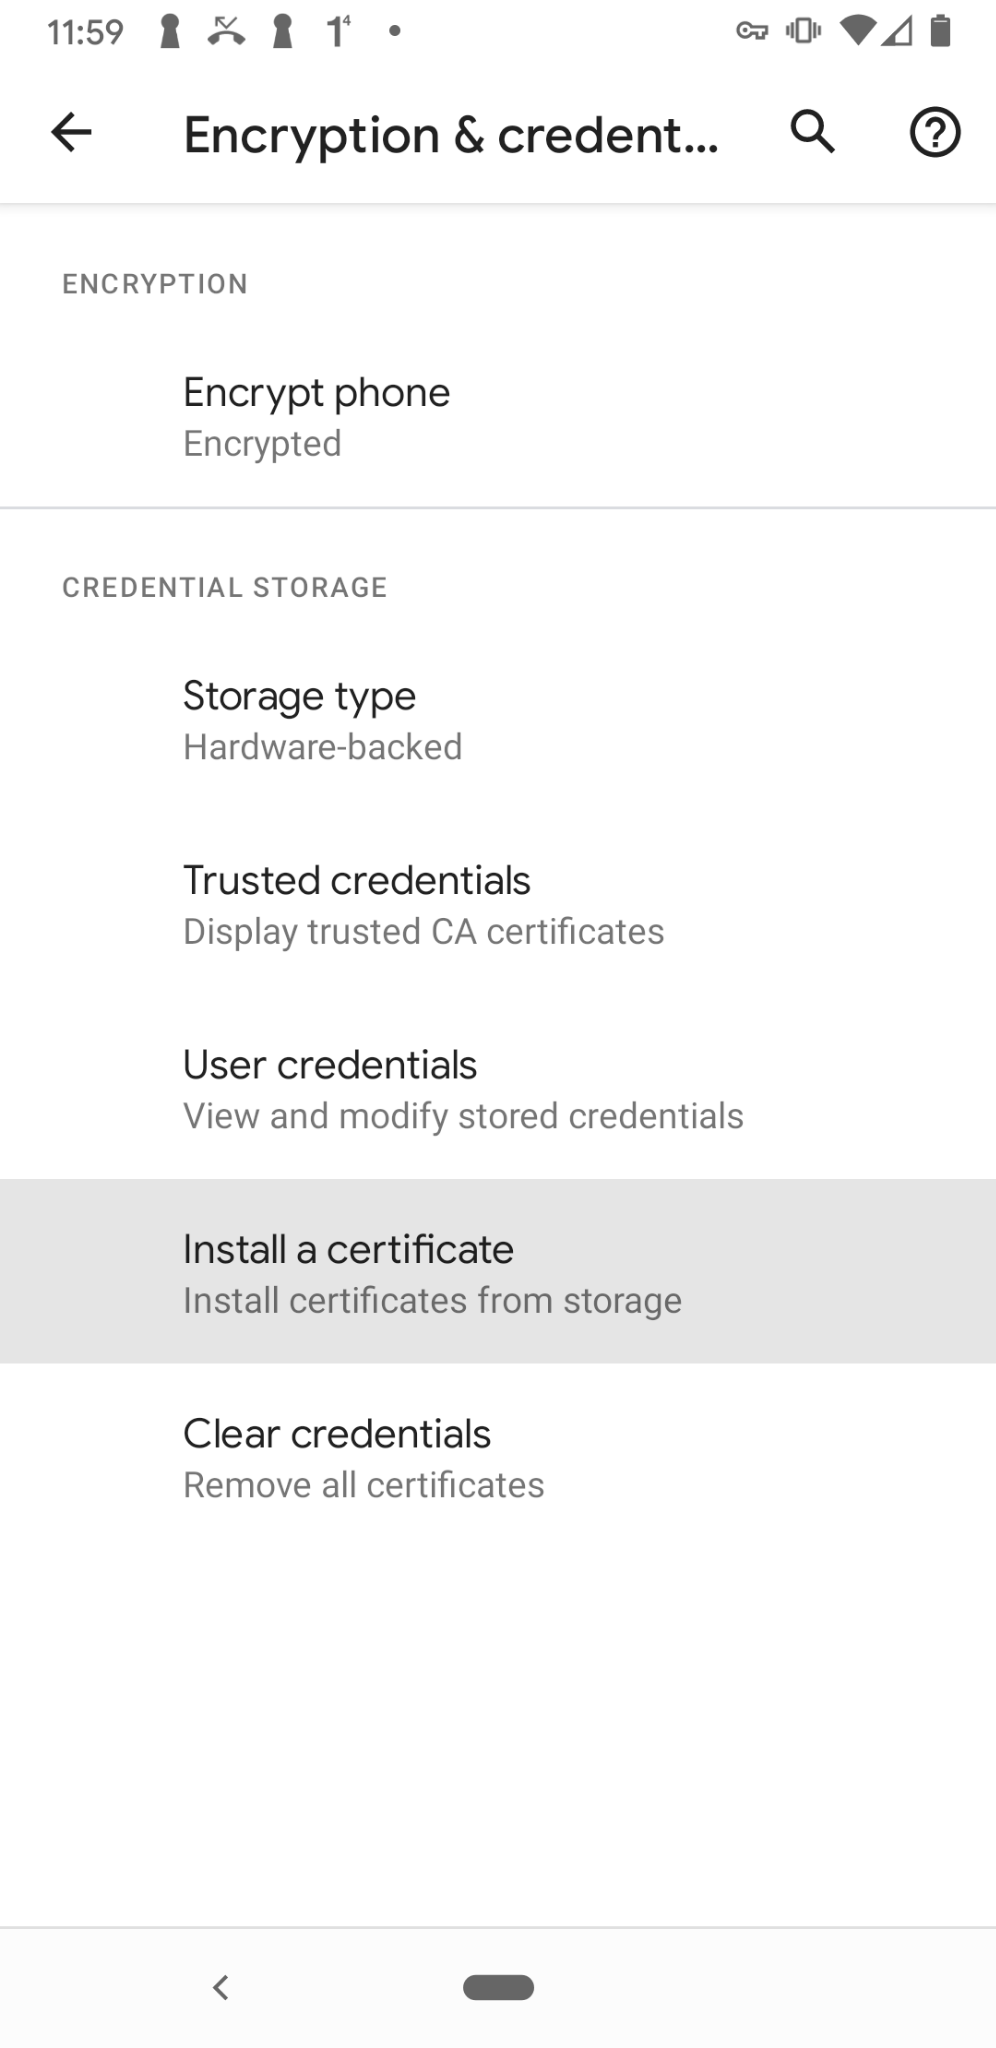 11:59 1⁴
Encryption & credent...
ENCRYPTION
Encrypt phone
Encrypted
CREDENTIAL STORAGE
Storage type
Hardware-backed
Trusted credentials
Display trusted CA certificates
User credentials
View and modify stored credentials
Install a certificate
Install certificates from storage
Clear credentials
Remove all certificates